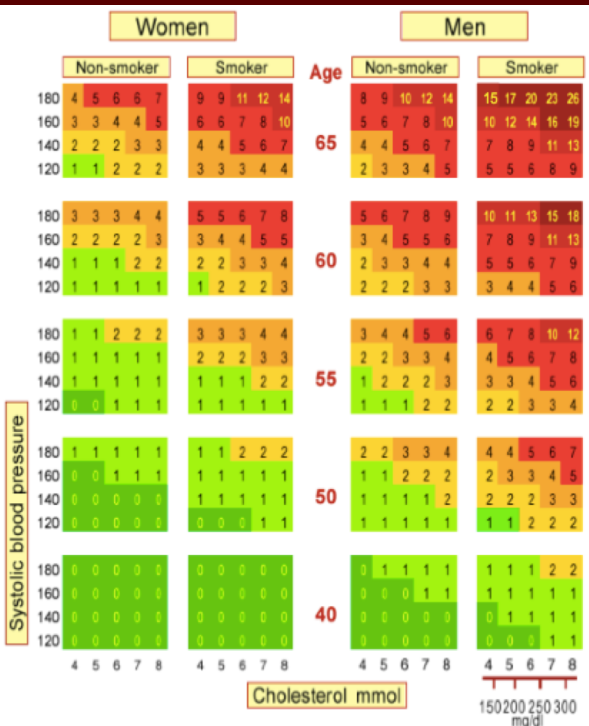 Women Men
Non-smoker Smoker Age Non-smoker Smoker
180 4 5 6 6 7 9 9 11 12 14 8 9 10 12 14 15 17 20 23 26
160 3 3 4 4 5 6 6 7 8 10 5 6 7 8 10 10 12 14 16 19
140 2 2 2 3 3 4 4 5 6 7 65 4 4 5 6 7 7 8 9 11 13
120 1 1 2 2 2 3 3 3 4 4 2 3 3 4 5 5 5 6 8 9
180 3 3 3 4 4 5 5 6 7 8 5 6 7 8 9 10 11 13 15 18
160 2 2 2 2 3 3 4 4 5 5 3 4 5 5 6 7 8 9 11 13
140 1 1 1 2 2 2 2 3 3 4 60 2 3 3 4 4 5 5 6 7 9
120 1 1 1 1 1 1 2 2 2 3 2 2 2 3 3 3 4 4 5 6
180 1 1 2 2 2 3 3 3 4 4 3 4 4 5 6 6 7 8 10 12
160 1 1 1 1 1 2 2 2 3 3 2 2 3 3 4 4 5 6 7 8
140 1 1 1 1 1 1 1 1 2 2 55 1 2 2 2 3 3 3 4 5 6
120 0 0 1 1 1 1 1 1 1 1 1 1 1 2 2 2 2 3 3 4
180 1 1 1 1 1 1 1 2 2 2 2 2 3 3 4 4 4 5 6 7
160 0 0 1 1 1 1 1 1 1 1 1 1 2 2 2 2 3 3 4 5
140 0 0 0 0 0 1 1 1 1 1 50 1 1 1 1 2 2 2 2 3 3
120 0 0 0 0 0 0 0 0 1 1 1 1 1 1 1 1 1 2 2 2
180 0 0 0 0 0 0 0 0 0 0 0 1 1 1 1 1 1 1 2 2
160 0 0 0 0 0 0 0 0 0 0 0 0 0 1 1 1 1 1 1 1
140 0 0 0 0 0 0 0 0 0 0 40 0 0 0 0 0 0 1 1 1 1
120 0 0 0 0 0 0 0 0 0 0 0 0 0 0 0 0 0 0 1 1
4 5 6 7 8 4 5 6 7 8 4 5 6 7 8 4 5 6 7 8
Systolic blood pressure
Cholesterol mmol
150 200 250 300
mg/dl